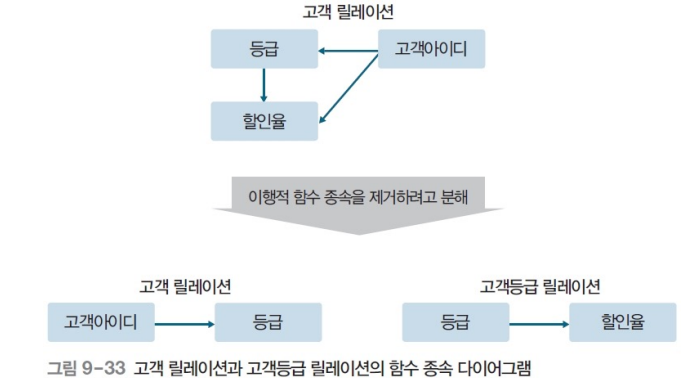 고객 릴레이션
등급
고객아이디
할인율
이행적 함수 종속을 제거하려고 분해
고객 릴레이션
고객등급 릴레이션
고객아이디
등급
등급
할인율
그림 9-33 고객 릴레이션과 고객등급 릴레이션의 함수 종속 다이어그램